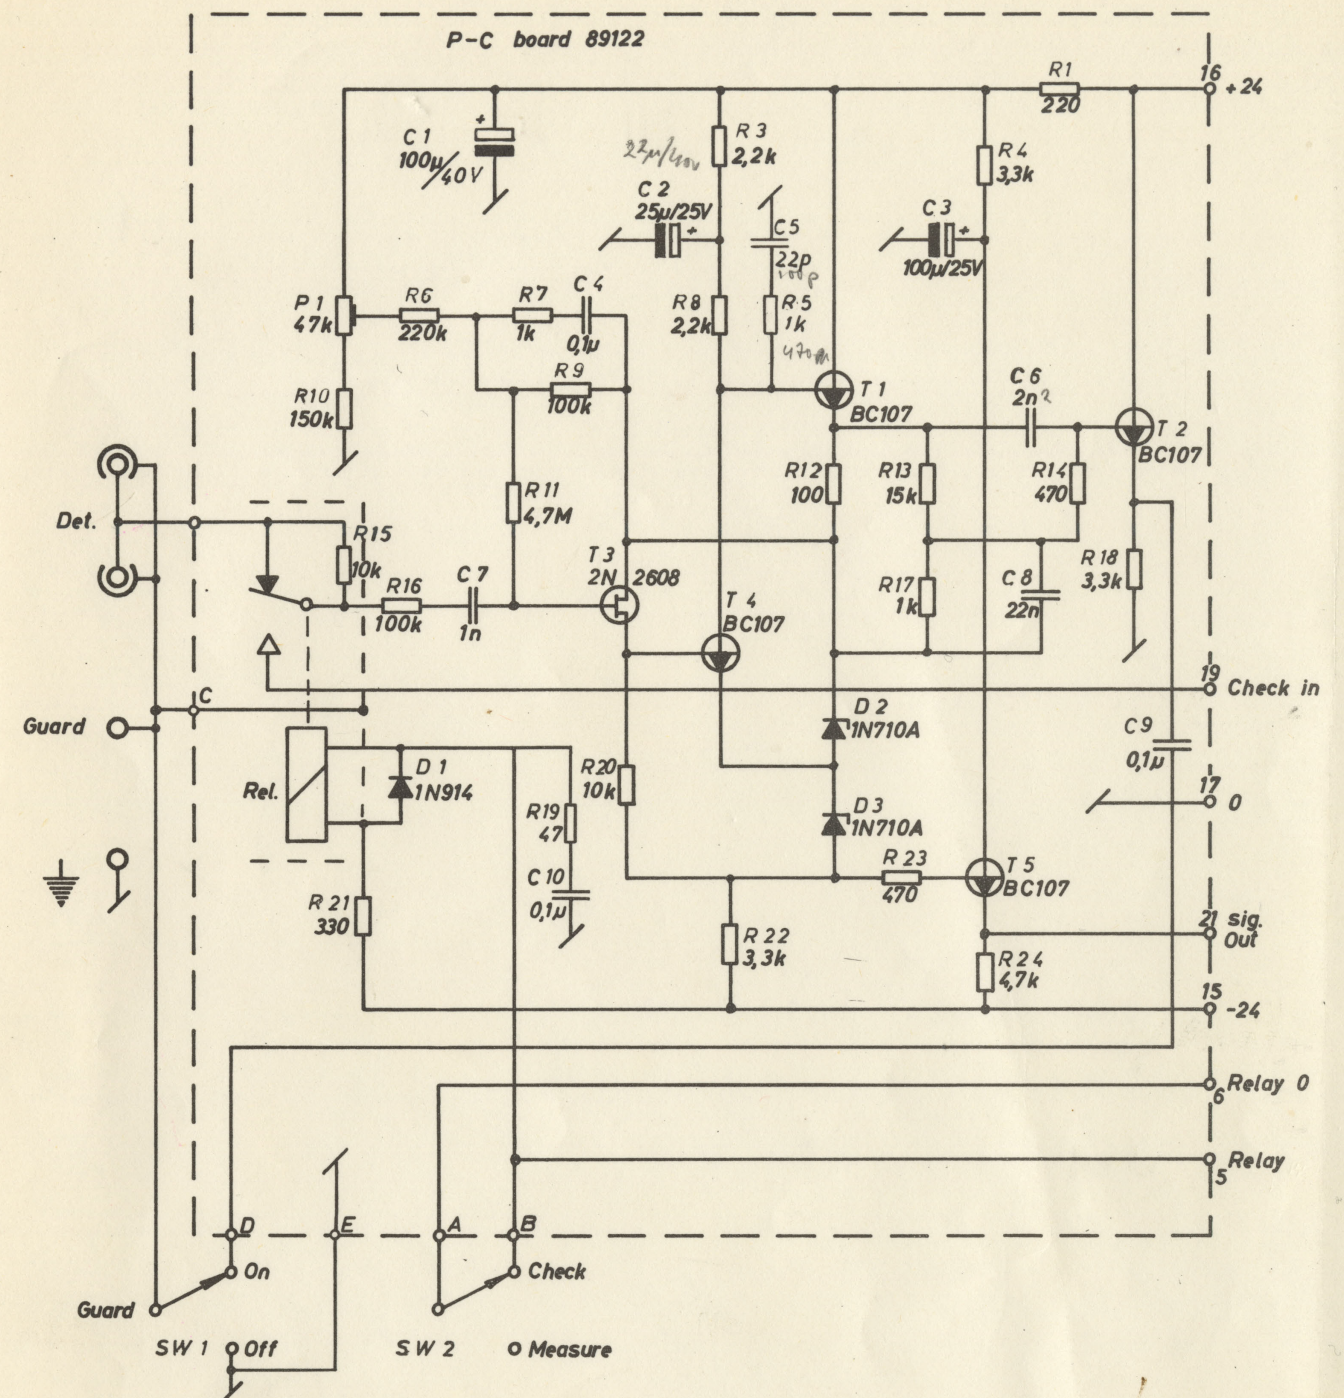 P-C board 89122
16
+24
R1
220
C1
100µ/40V
+
22µ/40V
R3
2,2k
R4
3,3k
C2
25µ/25V
+
C5
22p
100p
C3
100µ/25V
+
P1
47k
R6
220k
R7
1k
C4
0,1µ
R8
2,2k
R5
1k
R9
100k
R10
150k
T1
BC107
C6
2n
T2
BC107
R11
4,7M
R12
100
R13
15k
R14
470
Det.
R15
10k
R16
100k
C7
1n
T3
2N 2608
T4
BC107
R17
1k
C8
22n
R18
3,3k
19
Check in
C
Guard
D2
1N710A
C9
0,1µ
Rel.
D1
1N914
R20
10k
17
0
R19
47
D3
1N710A
R23
470
T5
BC107
C10
0,1µ
R21
330
21 sig.
Out
R22
3,3k
R24
4,7k
15
-24
6 Relay 0
5 Relay
D
E
A
B
On
Check
Guard
SW1
Off
SW2
Measure